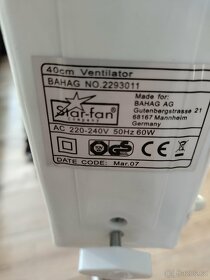 40cm Ventilator
BAHAG NO.2293011
Star-fan
company
Made for:
BAHAG AG
Gutenbergstrasse 21
68167 Mannheim
Germany
AC 220-240V 50Hz 60W
DATE CODE: Mar.07